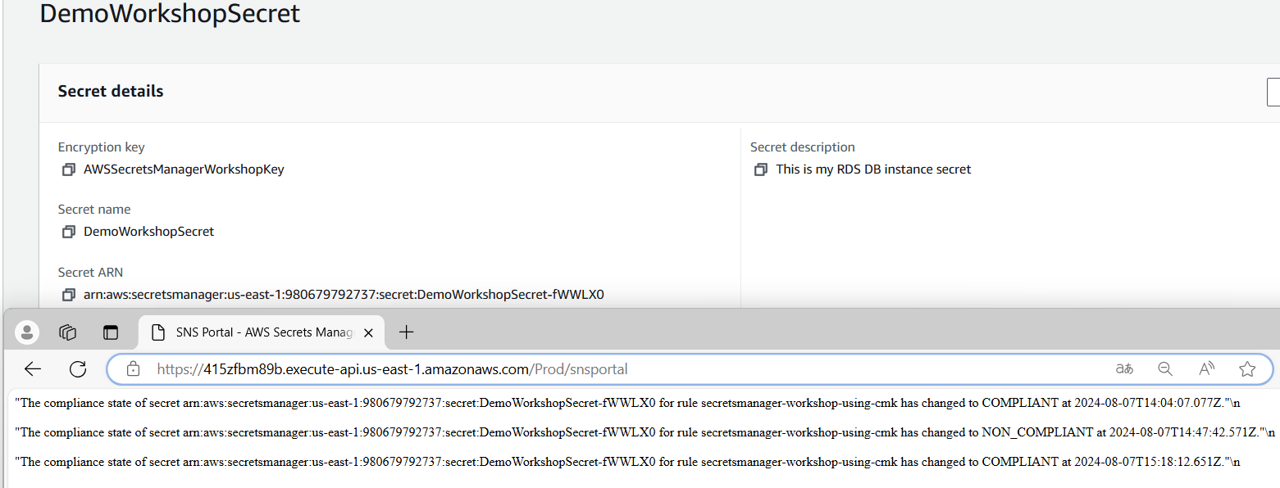 DemoWorkshopSecret
Secret details
Encryption key
AWSSecretsManagerWorkshopKey
Secret description
This is my RDS DB instance secret
Secret name
DemoWorkshopSecret
Secret ARN
arn:aws:secretsmanager:us-east-1:980679792737:secret:DemoWorkshopSecret-fWWLX0
SNS Portal - AWS Secrets Manag
https://415zfbm89b.execute-api.us-east-1.amazonaws.com/Prod/snsportal
"The compliance state of secret arn:aws:secretsmanager:us-east-1:980679792737:secret:DemoWorkshopSecret-fWWLX0 for rule secretsmanager-workshop-using-cmk has changed to COMPLIANT at 2024-08-07T14:04:07.077Z."\n
"The compliance state of secret arn:aws:secretsmanager:us-east-1:980679792737:secret:DemoWorkshopSecret-fWWLX0 for rule secretsmanager-workshop-using-cmk has changed to NON_COMPLIANT at 2024-08-07T14:47:42.571Z."\n
"The compliance state of secret arn:aws:secretsmanager:us-east-1:980679792737:secret:DemoWorkshopSecret-fWWLX0 for rule secretsmanager-workshop-using-cmk has changed to COMPLIANT at 2024-08-07T15:18:12.651Z."\n